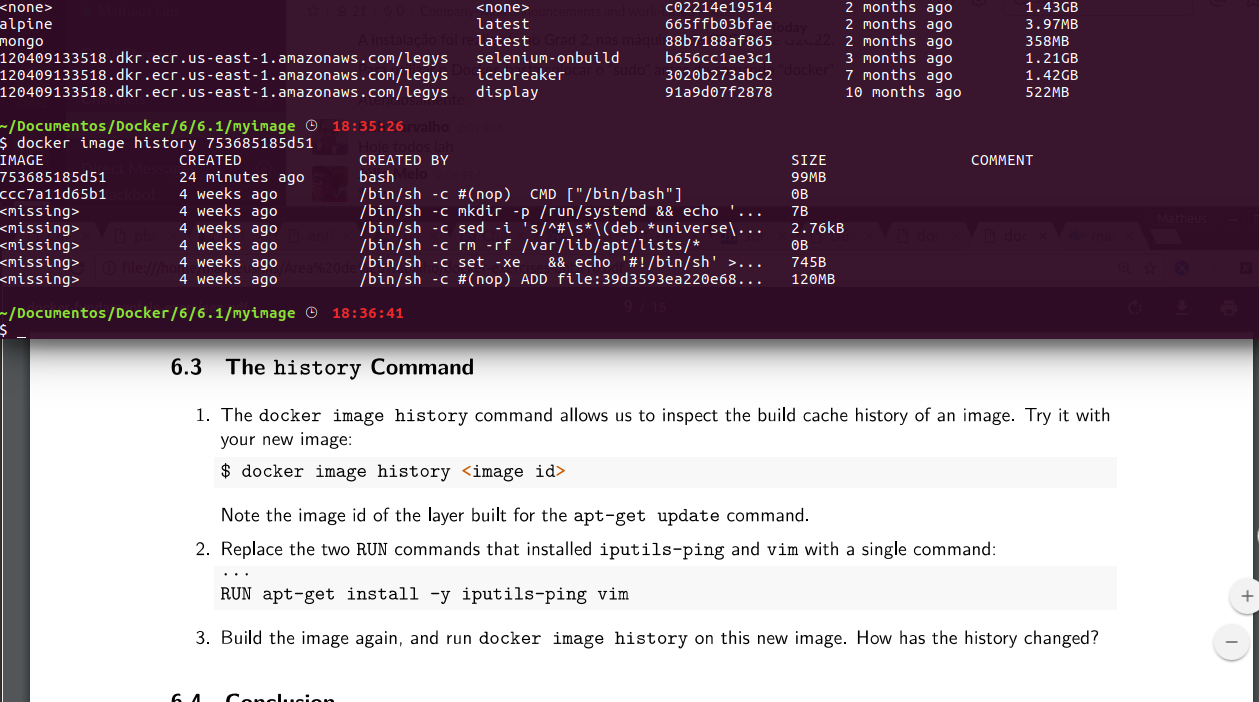 <none> <none> c02214e19514 2 months ago 1.43GB
alpine latest 665ffb03bfae 2 months ago 3.97MB
mongo latest 88b7188af865 2 months ago 358MB
120409133518.dkr.ecr.us-east-1.amazonaws.com/legys selenium-onbuild b656cc1ae3c1 3 months ago 1.21GB
120409133518.dkr.ecr.us-east-1.amazonaws.com/legys icebreaker 3020b273abc2 7 months ago 1.42GB
120409133518.dkr.ecr.us-east-1.amazonaws.com/legys display 91a9d07f2878 10 months ago 522MB
~/Documentos/Docker/6/6.1/myimage 18:35:26
$ docker image history 753685185d51
IMAGE CREATED CREATED BY SIZE COMMENT
753685185d51 24 minutes ago bash 99MB
ccc7a11d65b1 4 weeks ago /bin/sh -c #(nop) CMD ["/bin/bash"] 0B
<missing> 4 weeks ago /bin/sh -c mkdir -p /run/systemd && echo '... 7B
<missing> 4 weeks ago /bin/sh -c sed -i 's/^#\s*\(deb.*universe\... 2.76kB
<missing> 4 weeks ago /bin/sh -c rm -rf /var/lib/apt/lists/* 0B
<missing> 4 weeks ago /bin/sh -c set -xe && echo '#!/bin/sh' >... 745B
<missing> 4 weeks ago /bin/sh -c #(nop) ADD file:39d3593ea220e68... 120MB
~/Documentos/Docker/6/6.1/myimage 18:36:41
9 / 15
$ _
6.3 The history Command
1. The docker image history command allows us to inspect the build cache history of an image. Try it with
your new image:
$ docker image history <image id>
Note the image id of the layer built for the apt-get update command.
2. Replace the two RUN commands that installed iputils-ping and vim with a single command:
...
RUN apt-get install -y iputils-ping vim
3. Build the image again, and run docker image history on this new image. How has the history changed?
6.4 Conclusion